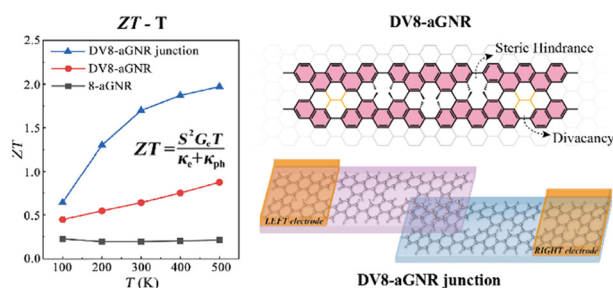 ZT - T
DV8-aGNR junction
DV8-aGNR
8-aGNR
ZT = S²GₑT / (κₑ+κₚₕ)
ZT
2.5
2.0
1.5
1.0
0.5
0.0
100 200 300 400 500
T (K)
DV8-aGNR
Steric Hindrance
Divacancy
LEFT electrode
RIGHT electrode
DV8-aGNR junction